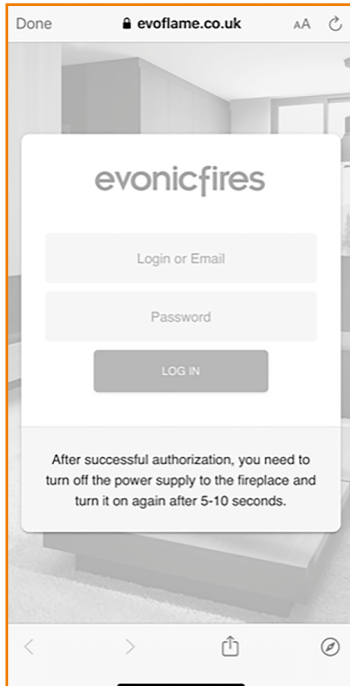 Done evoflame.co.uk AA
evonicfires
Login or Email
Password
LOG IN
After successful authorization, you need to
turn off the power supply to the fireplace and
turn it on again after 5-10 seconds.